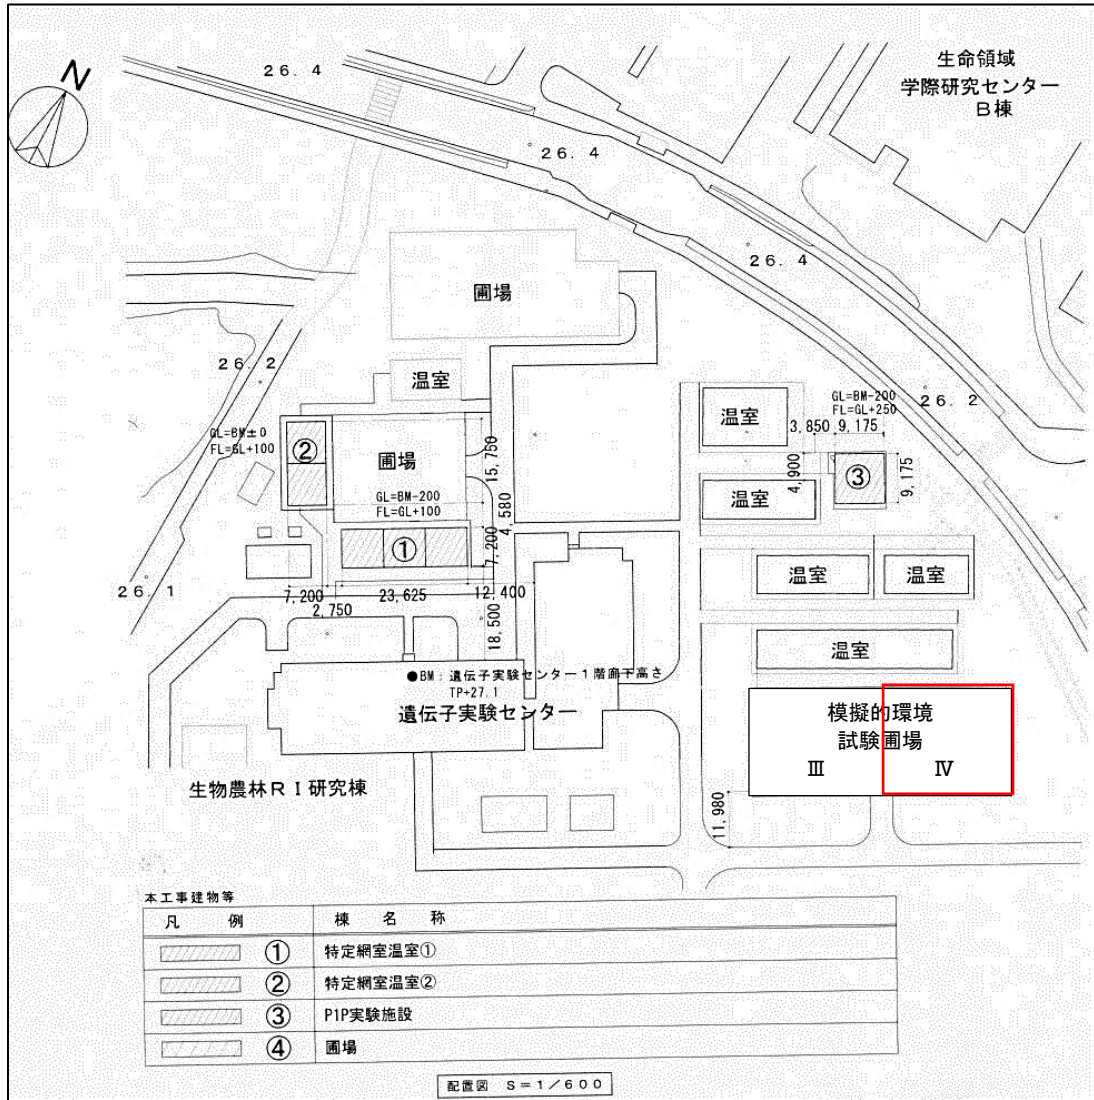 N
26.4
生命領域
学際研究センター
B棟
26.4
26.4
圃場
26.2
温室
26.2
GL=BM±0
FL=GL+100
②
圃場
15,750
GL=BM-200
FL=GL+100
4,580
①
7,200
温室
3,850
GL=BM-200
FL=GL+250
9,175
4,900
③
9,175
温室
26.1
7,200
23,625
12,400
2,750
18,500
温室
温室
温室
●BM：遺伝子実験センター1階廊下高さ
TP+27.1
遺伝子実験センター
模擬的環境
試験圃場
Ⅲ
Ⅳ
生物農林RI研究棟
11,980
本工事建物等
凡 例
棟 名 称
① 特定網室温室①
② 特定網室温室②
③ P1P実験施設
④ 圃場
配置図 S=1/600